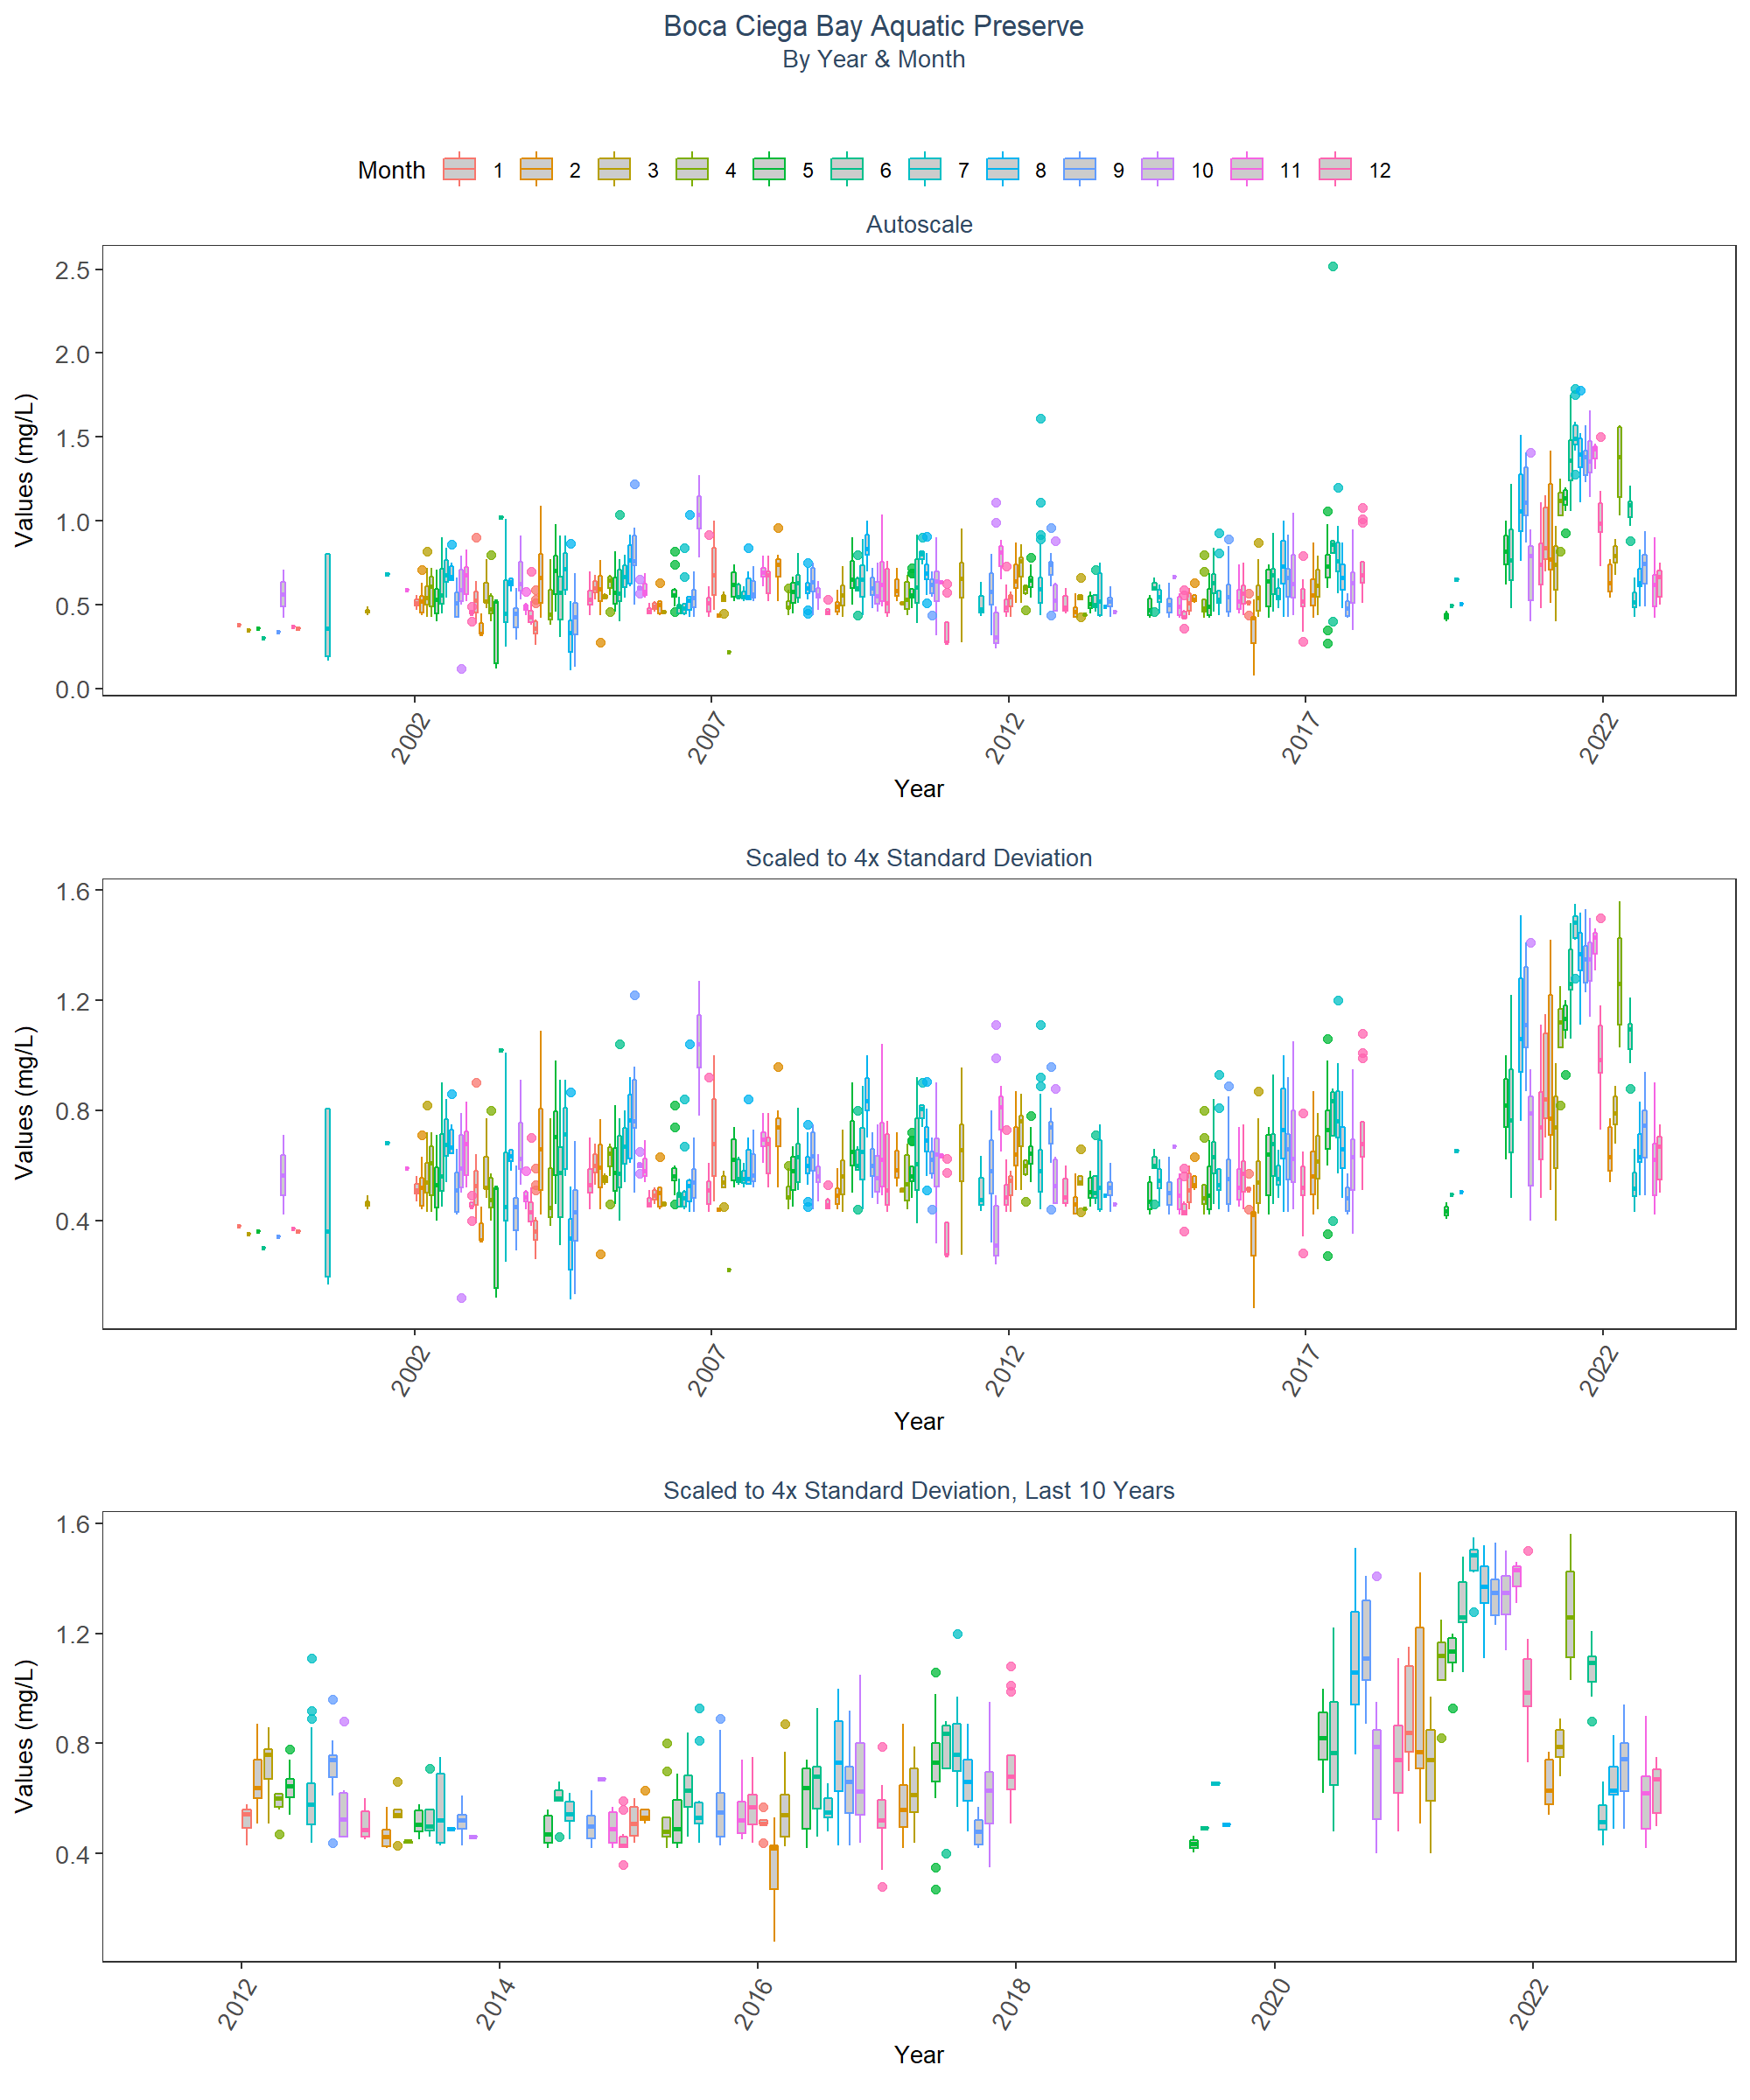 Boca Ciega Bay Aquatic Preserve
By Year & Month
Month 1 2 3 4 5 6 7 8 9 10 11 12
Autoscale
Values (mg/L)
2.5
2.0
1.5
1.0
0.5
0.0
2002 2007 2012 2017 2022
Year
Scaled to 4x Standard Deviation
Values (mg/L)
1.6
1.2
0.8
0.4
2002 2007 2012 2017 2022
Year
Scaled to 4x Standard Deviation, Last 10 Years
Values (mg/L)
1.6
1.2
0.8
0.4
2012 2014 2016 2018 2020 2022
Year